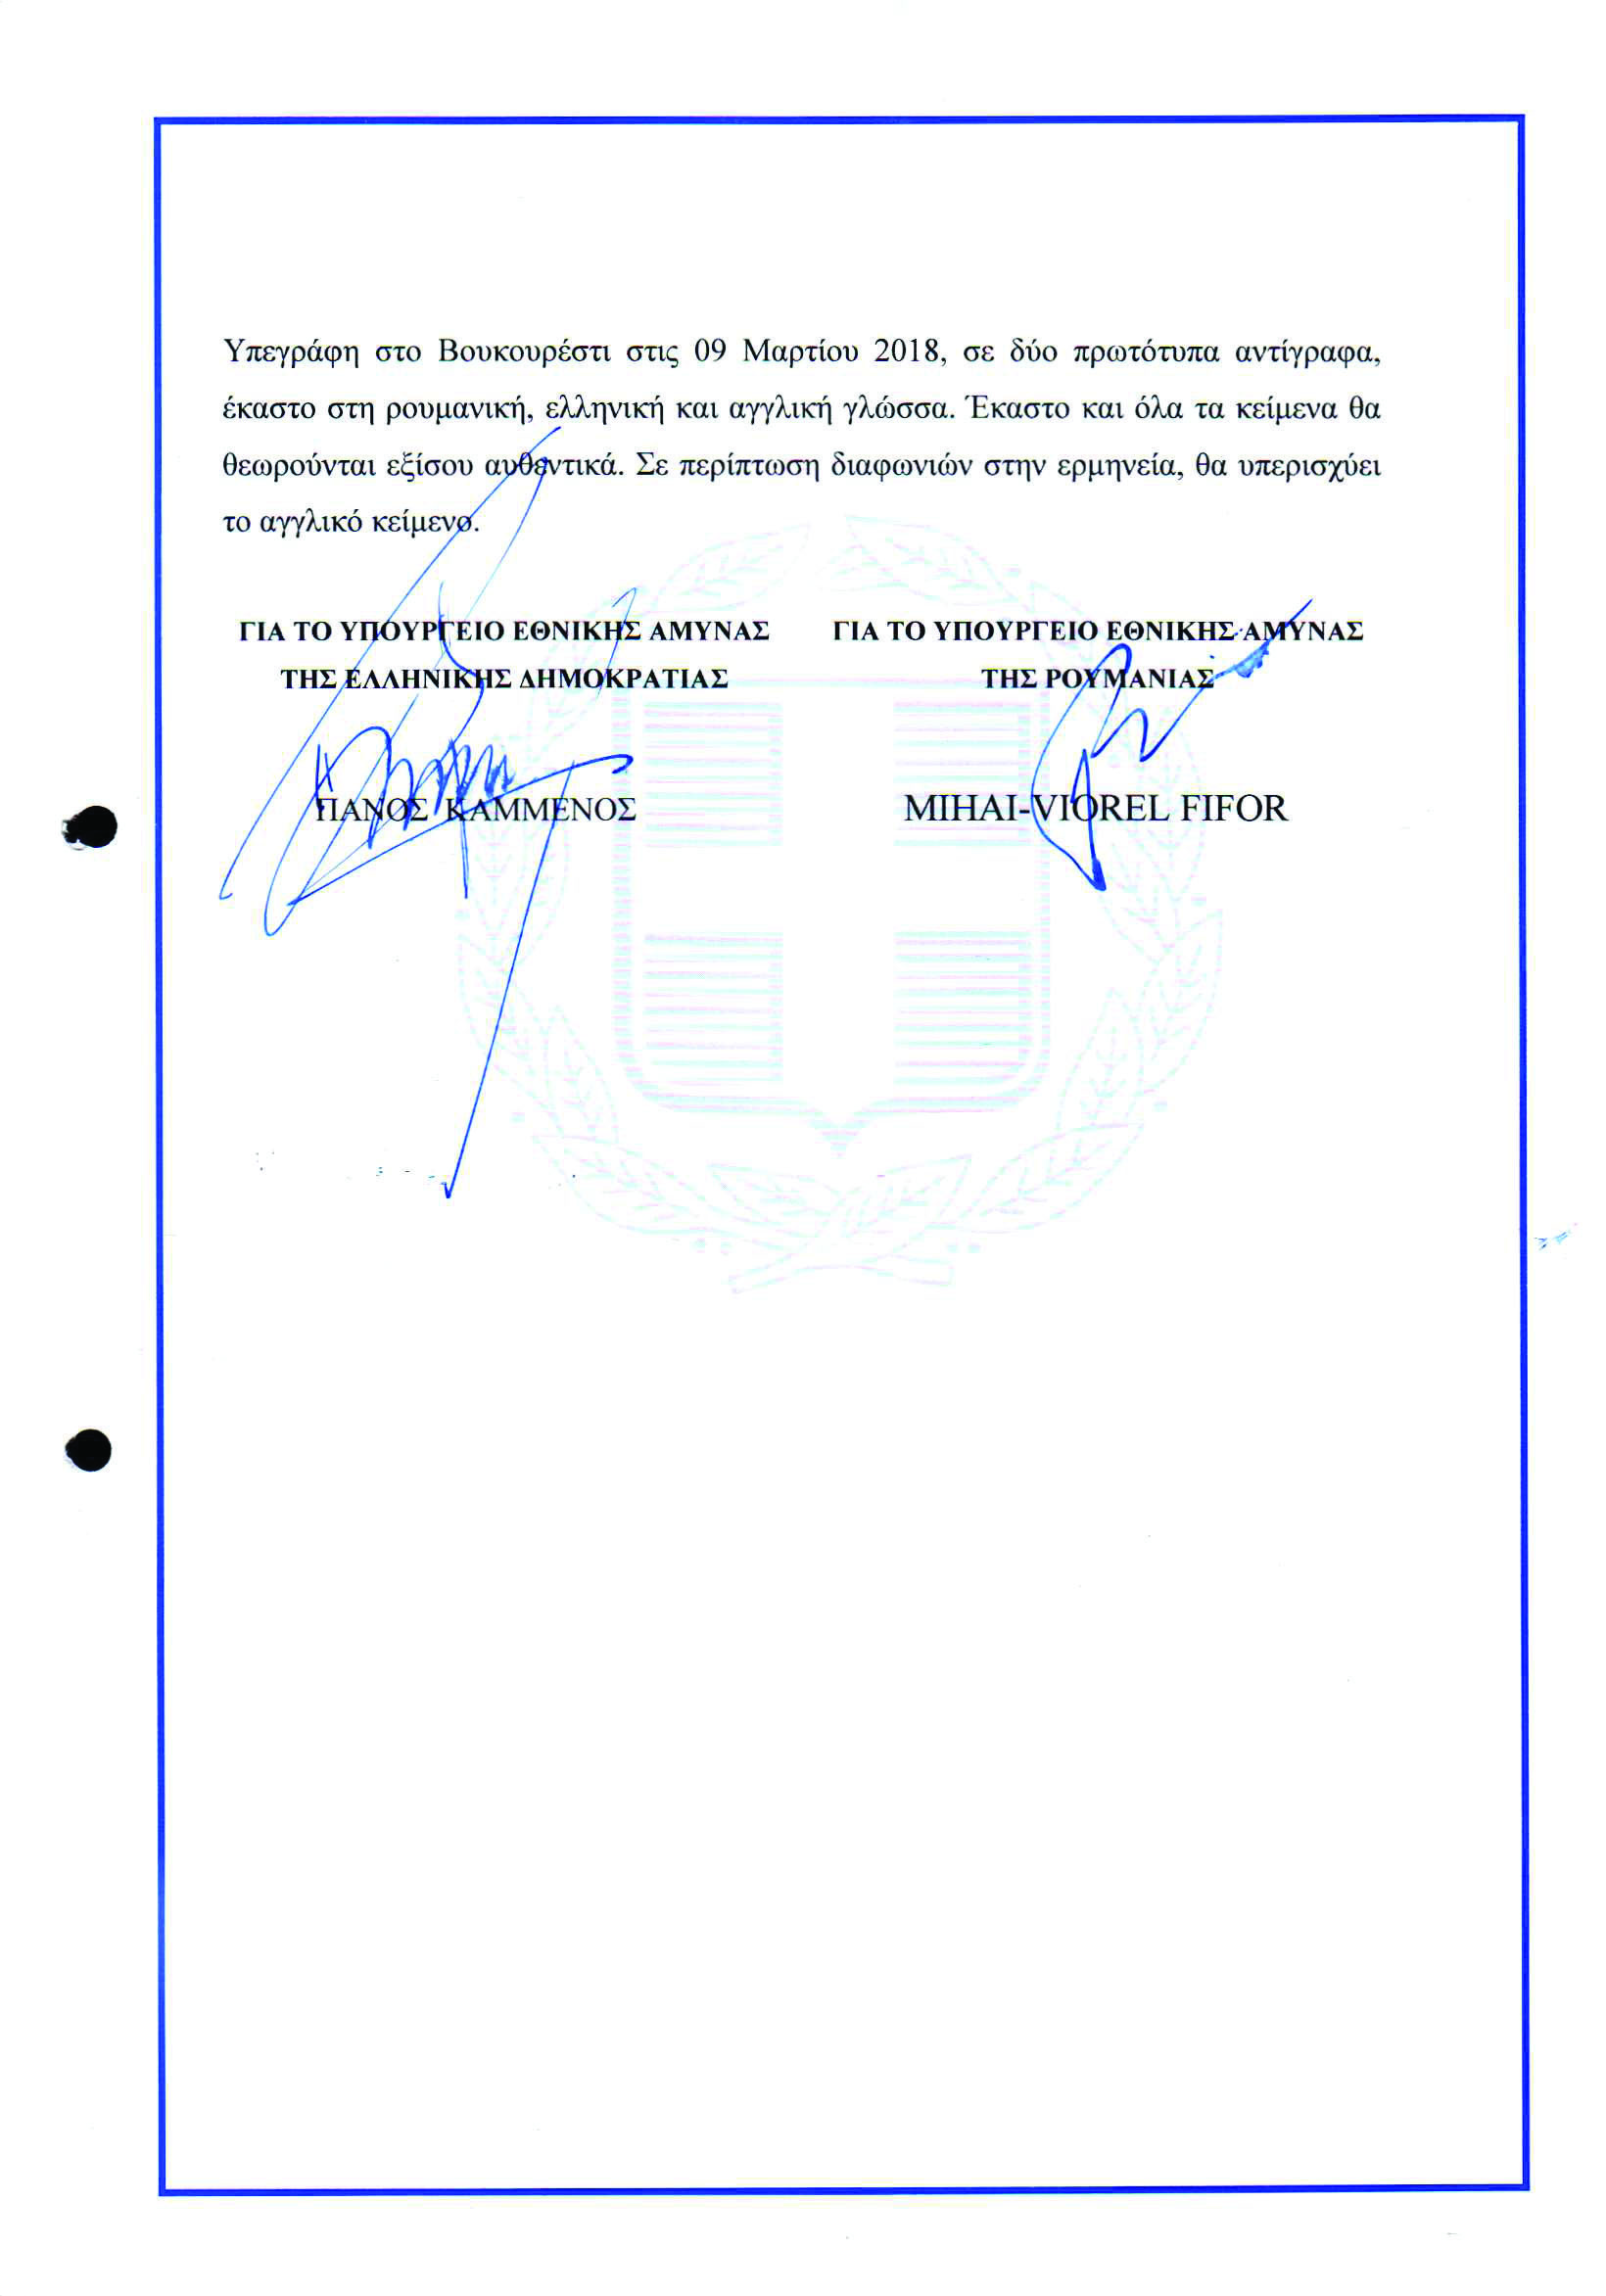 Υπεγράφη στο Βουκουρέστι στις 09 Μαρτίου 2018, σε δύο πρωτότυπα αντίγραφα,
έκαστο στη ρουμανική, ελληνική και αγγλική γλώσσα. Έκαστο και όλα τα κείμενα θα
θεωρούνται εξίσου αυθεντικά. Σε περίπτωση διαφωνιών στην ερμηνεία, θα υπερισχύει
το αγγλικό κείμενο.
ΓΙΑ ΤΟ ΥΠΟΥΡΓΕΙΟ ΕΘΝΙΚΗΣ ΑΜΥΝΑΣ
ΤΗΣ ΕΛΛΗΝΙΚΗΣ ΔΗΜΟΚΡΑΤΙΑΣ
ΠΑΝΟΣ ΚΑΜΜΕΝΟΣ
ΓΙΑ ΤΟ ΥΠΟΥΡΓΕΙΟ ΕΘΝΙΚΗΣ ΑΜΥΝΑΣ
ΤΗΣ ΡΟΥΜΑΝΙΑΣ
MIHAI-VIOREL FIFOR